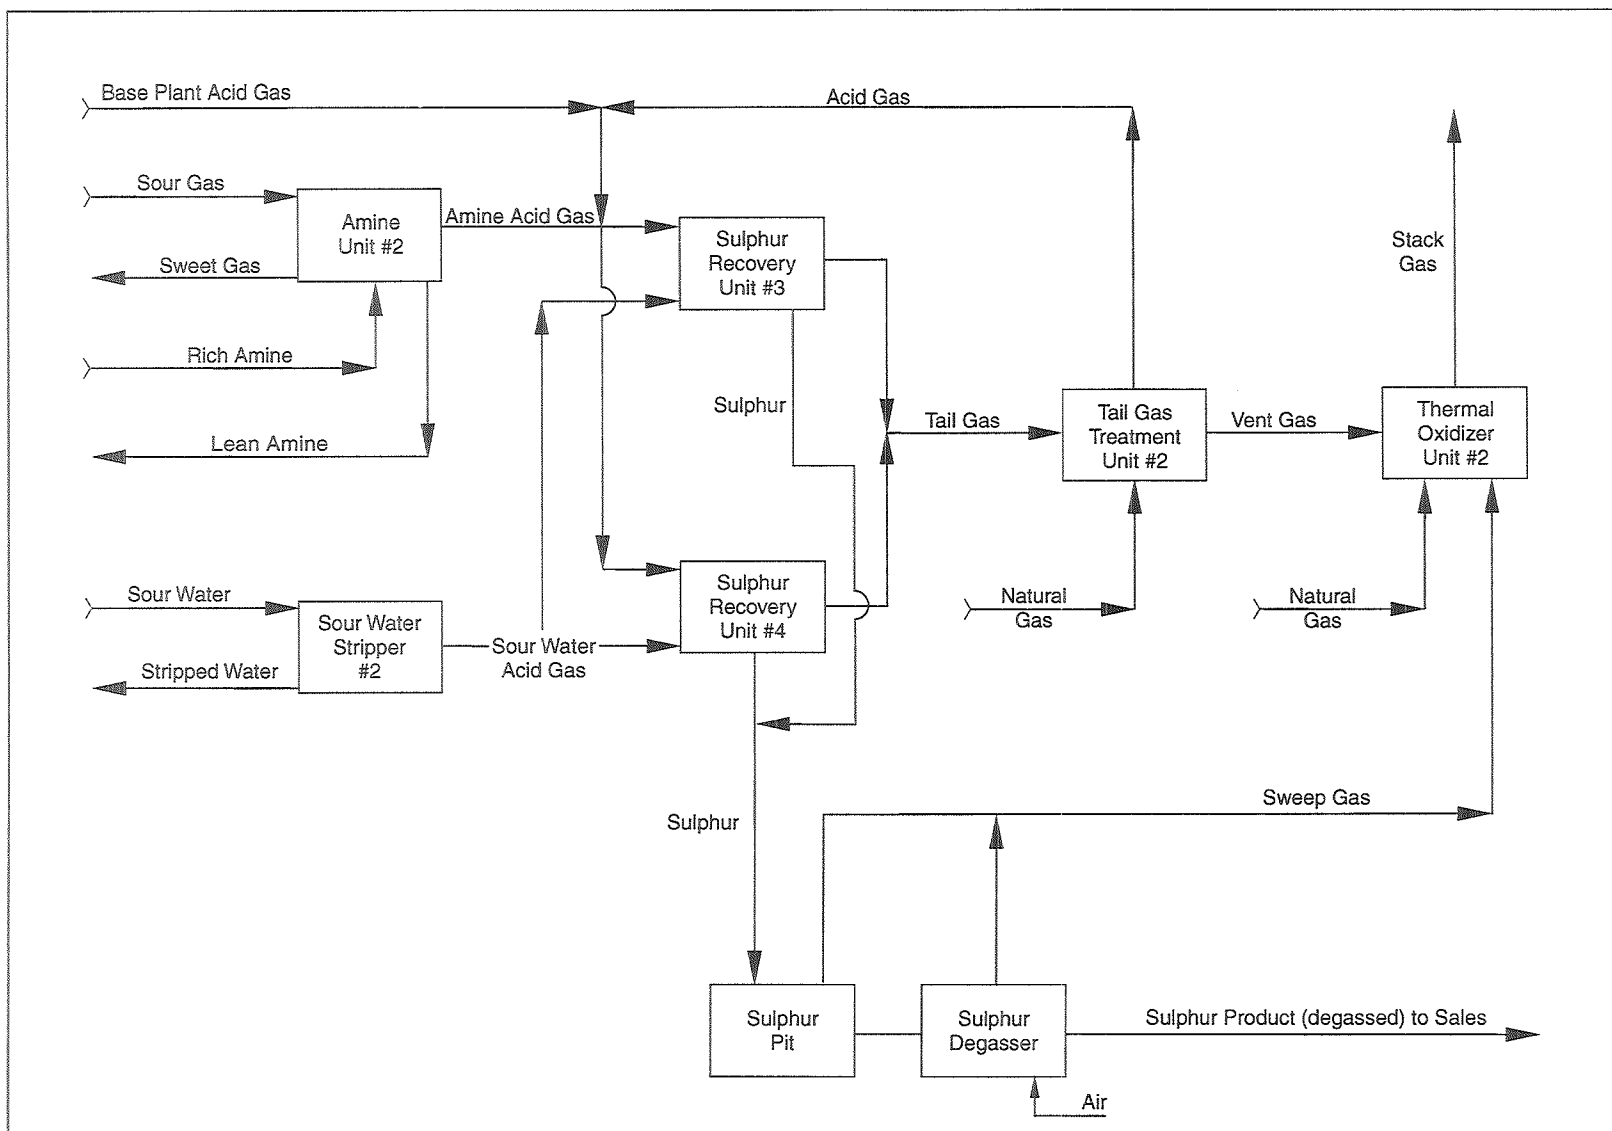 Base Plant Acid Gas
Acid Gas
Sour Gas
Amine
Unit #2
Amine Acid Gas
Sweet Gas
Rich Amine
Lean Amine
Sulphur
Recovery
Unit #3
Stack
Gas
Sulphur
Tail Gas
Tail Gas
Treatment
Unit #2
Vent Gas
Thermal
Oxidizer
Unit #2
Sour Water
Sour Water
Stripper
#2
Stripped Water
Sour Water
Acid Gas
Sulphur
Recovery
Unit #4
Natural
Gas
Natural
Gas
Sulphur
Sweep Gas
Sulphur
Pit
Sulphur
Degasser
Sulphur Product (degassed) to Sales
Air